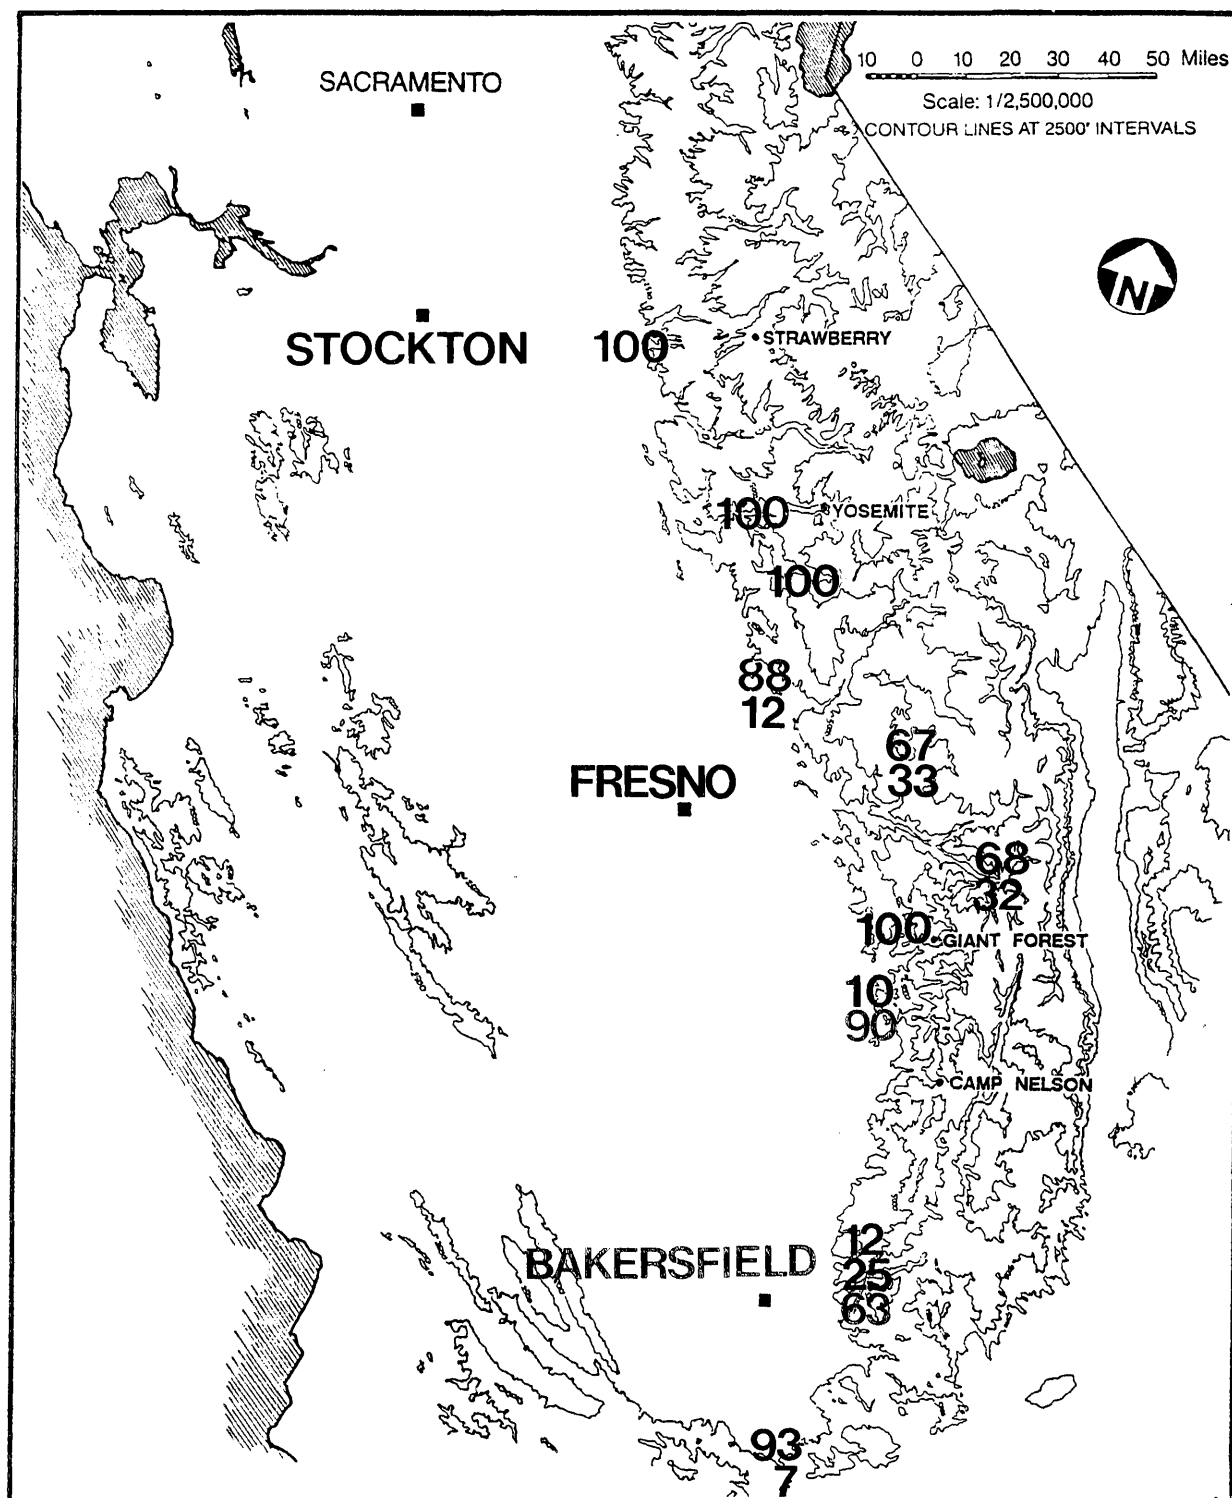 10 0 10 20 30 40 50 Miles
Scale: 1/2,500,000
CONTOUR LINES AT 2500' INTERVALS
SACRAMENTO
N
STOCKTON
100
STRAWBERRY
100
YOSEMITE
100
88
12
67
33
FRESNO
68
32
100
GIANT FOREST
10
90
CAMP NELSON
12
25
63
BAKERSFIELD
93
7